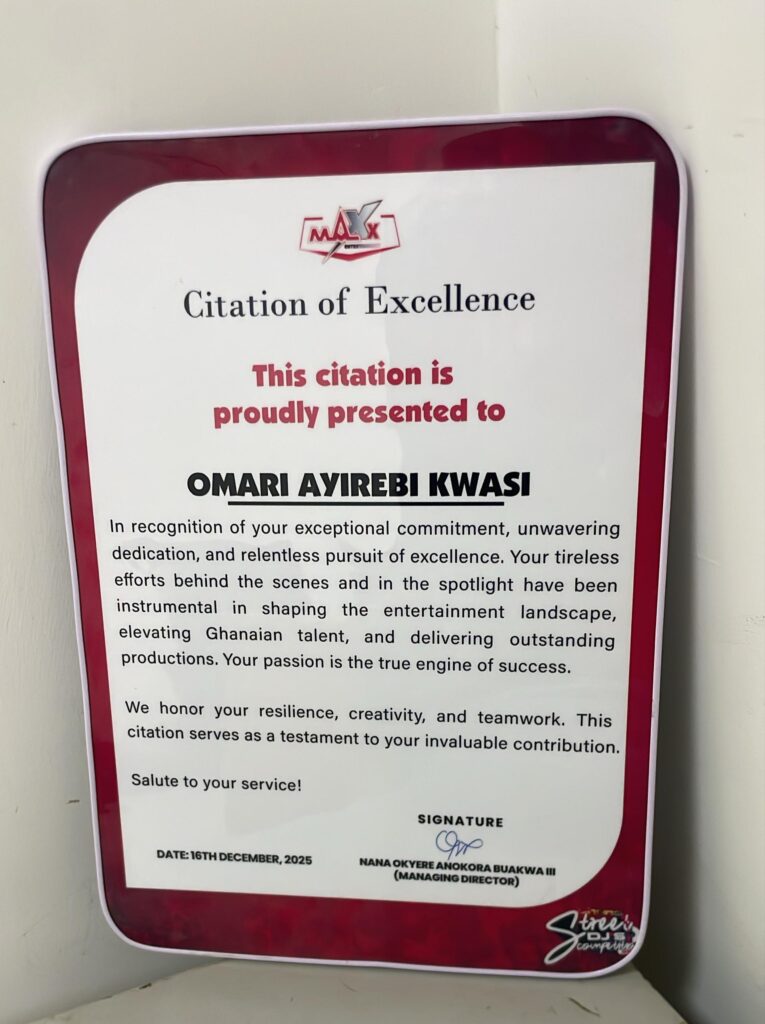 MAXX
Citation of Excellence
This citation is
proudly presented to
OMARI AYIREBI KWASI
In recognition of your exceptional commitment, unwavering
dedication, and relentless pursuit of excellence. Your tireless
efforts behind the scenes and in the spotlight have been
instrumental in shaping the entertainment landscape,
elevating Ghanaian talent, and delivering outstanding
productions. Your passion is the true engine of success.
We honor your resilience, creativity, and teamwork. This
citation serves as a testament to your invaluable contribution.
Salute to your service!
SIGNATURE
DATE: 16TH DECEMBER, 2025
NANA OKYERE ANOKORA BUAKWA III
(MANAGING DIRECTOR)
Street
DJS